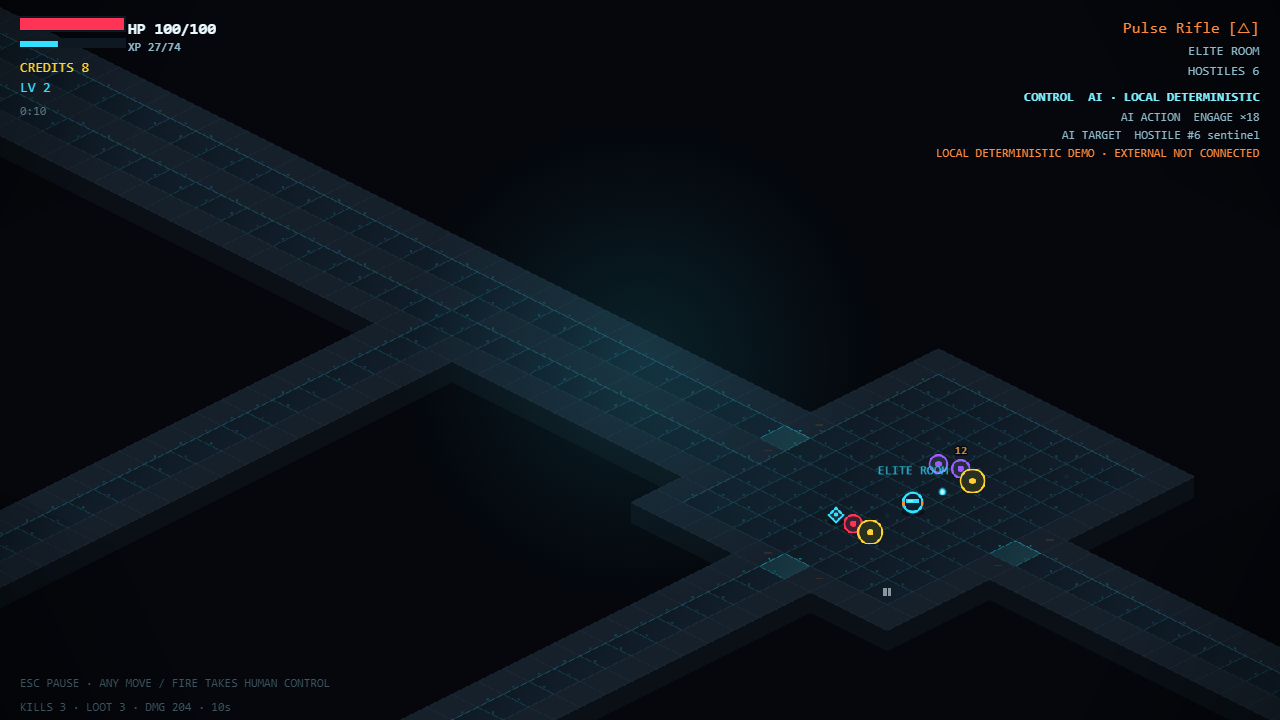 HP 100/100
XP 27/74
CREDITS 8
LV 2
0:10
Pulse Rifle [△]
ELITE ROOM
HOSTILES 6
CONTROL AI · LOCAL DETERMINISTIC
AI ACTION ENGAGE ×18
AI TARGET HOSTILE #6 sentinel
LOCAL DETERMINISTIC DEMO · EXTERNAL NOT CONNECTED
12
ELITE ROOM
ESC PAUSE · ANY MOVE / FIRE TAKES HUMAN CONTROL
KILLS 3 · LOOT 3 · DMG 204 · 10s